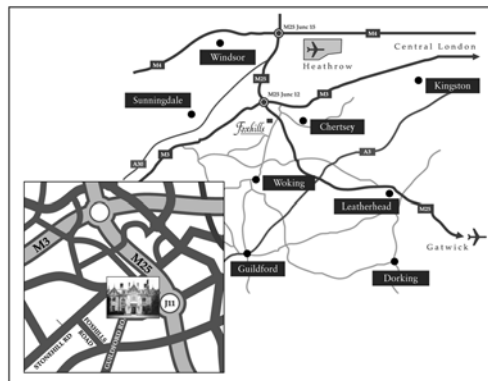 M25 Junc 15
M4
Windsor
Heathrow
Central London
M4
M25
M3
Kingston
Sunningdale
M25 Junc 12
Foxhills
Chertsey
A30
M3
A3
Woking
Leatherhead
M25
Gatwick
Guildford
Dorking
M3
M25
J11
STONEHILL RD
FOXHILLS
ROAD
GUILDFORD RD